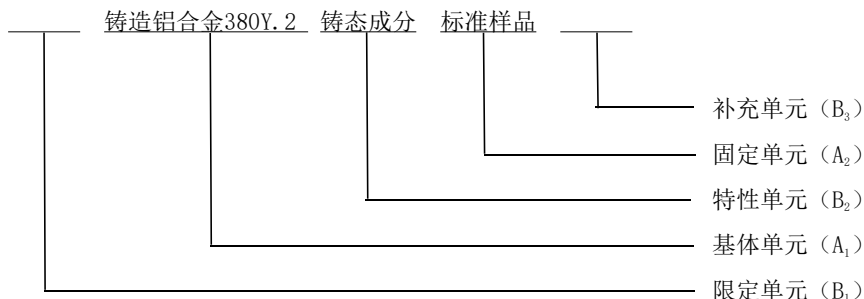 铸造铝合金380Y.2 铸态成分 标准样品
补充单元（B₃）
固定单元（A₂）
特性单元（B₂）
基体单元（A₁）
限定单元（B₁）